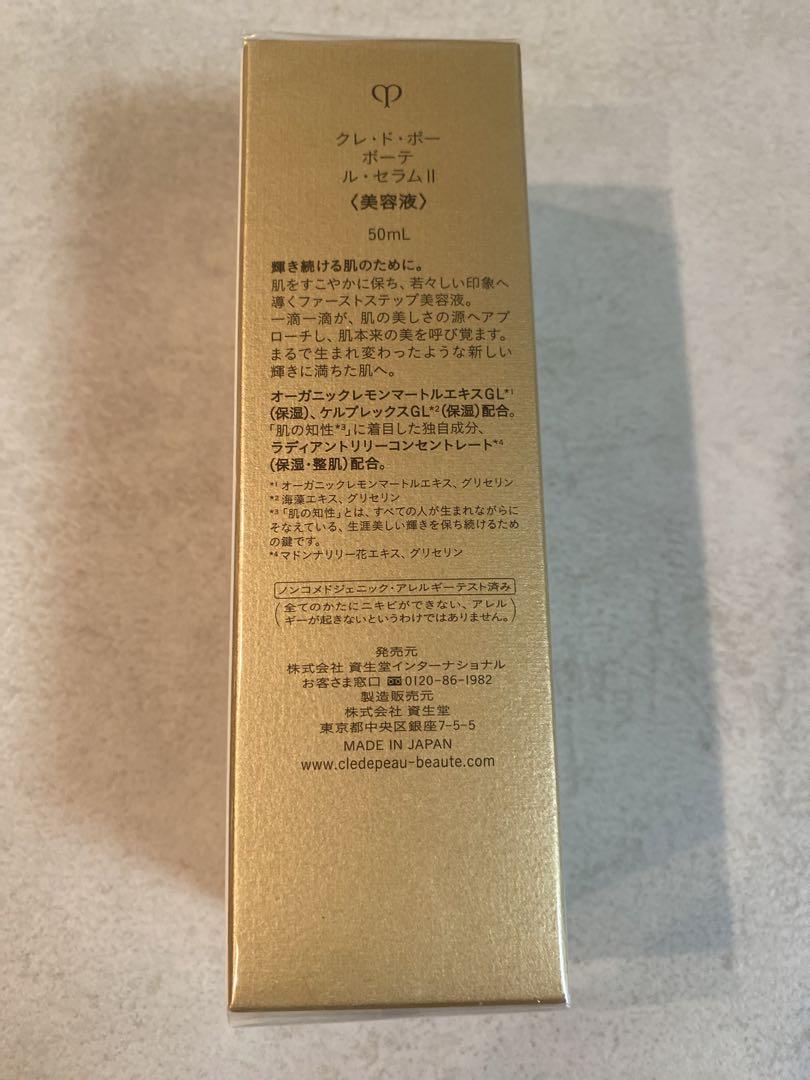 クレ・ド・ポー
ボーテ
ル・セラムⅡ
〈美容液〉
50mL
輝き続ける肌のために。
肌をすこやかに保ち、若々しい印象へ
導くファーストステップ美容液。
一滴一滴が、肌の美しさの源へアプ
ローチし、肌本来の美を呼び覚ます。
まるで生まれ変わったような新しい
輝きに満ちた肌へ。
オーガニックレモンマートルエキスGL*¹
(保湿)、ケルプレックスGL*²(保湿)配合。
「肌の知性*³」に着目した独自成分、
ラディアントリリーコンセントレート*⁴
(保湿・整肌)配合。
*¹ オーガニックレモンマートルエキス、グリセリン
*² 海藻エキス、グリセリン
*³「肌の知性」とは、すべての人が生まれながらに
そなえている、生涯美しい輝きを保ち続けるため
の鍵です。
*⁴ マドンナリリー花エキス、グリセリン
ノンコメドジェニック・アレルギーテスト済み
(全てのかたにニキビができない、アレル
ギーが起きないというわけではありません。)
発売元
株式会社 資生堂インターナショナル
お客さま窓口 0120-86-1982
製造販売元
株式会社 資生堂
東京都中央区銀座7-5-5
MADE IN JAPAN
www.cledepeau-beaute.com